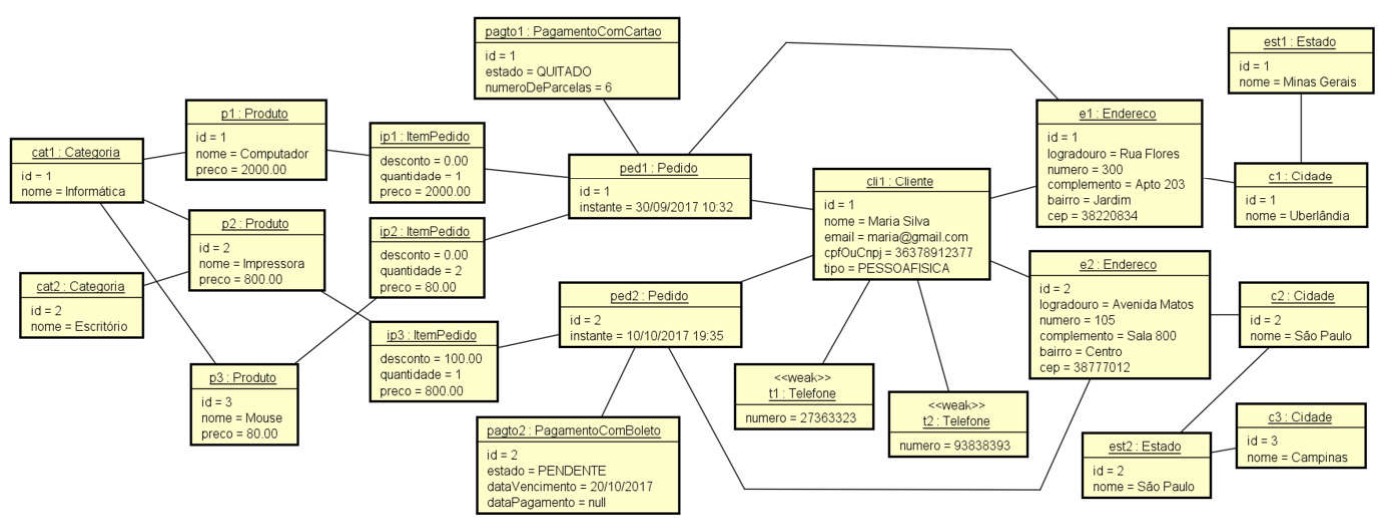 pagto1 : PagamentoComCartao
id = 1
estado = QUITADO
numeroDeParcelas = 6
est1 : Estado
id = 1
nome = Minas Gerais
p1 : Produto
id = 1
nome = Computador
preco = 2000.00
e1 : Endereco
id = 1
logradouro = Rua Flores
numero = 300
complemento = Apto 203
bairro = Jardim
cep = 38220834
ip1 : ItemPedido
desconto = 0.00
quantidade = 1
preco = 2000.00
cat1 : Categoria
id = 1
nome = Informática
ped1 : Pedido
id = 1
instante = 30/09/2017 10:32
cli1 : Cliente
id = 1
nome = Maria Silva
email = maria@gmail.com
cpfOuCnpj = 36378912377
tipo = PESSOAFISICA
c1 : Cidade
id = 1
nome = Uberlândia
p2 : Produto
id = 2
nome = Impressora
preco = 800.00
ip2 : ItemPedido
desconto = 0.00
quantidade = 2
preco = 80.00
e2 : Endereco
id = 2
logradouro = Avenida Matos
numero = 105
complemento = Sala 800
bairro = Centro
cep = 38777012
cat2 : Categoria
id = 2
nome = Escritório
ped2 : Pedido
id = 2
instante = 10/10/2017 19:35
c2 : Cidade
id = 2
nome = São Paulo
ip3 : ItemPedido
desconto = 100.00
quantidade = 1
preco = 800.00
p3 : Produto
id = 3
nome = Mouse
preco = 80.00
<<weak>>
t1 : Telefone
numero = 27363323
<<weak>>
t2 : Telefone
numero = 93838393
c3 : Cidade
id = 3
nome = Campinas
pagto2 : PagamentoComBoleto
id = 2
estado = PENDENTE
dataVencimento = 20/10/2017
dataPagamento = null
est2 : Estado
id = 2
nome = São Paulo